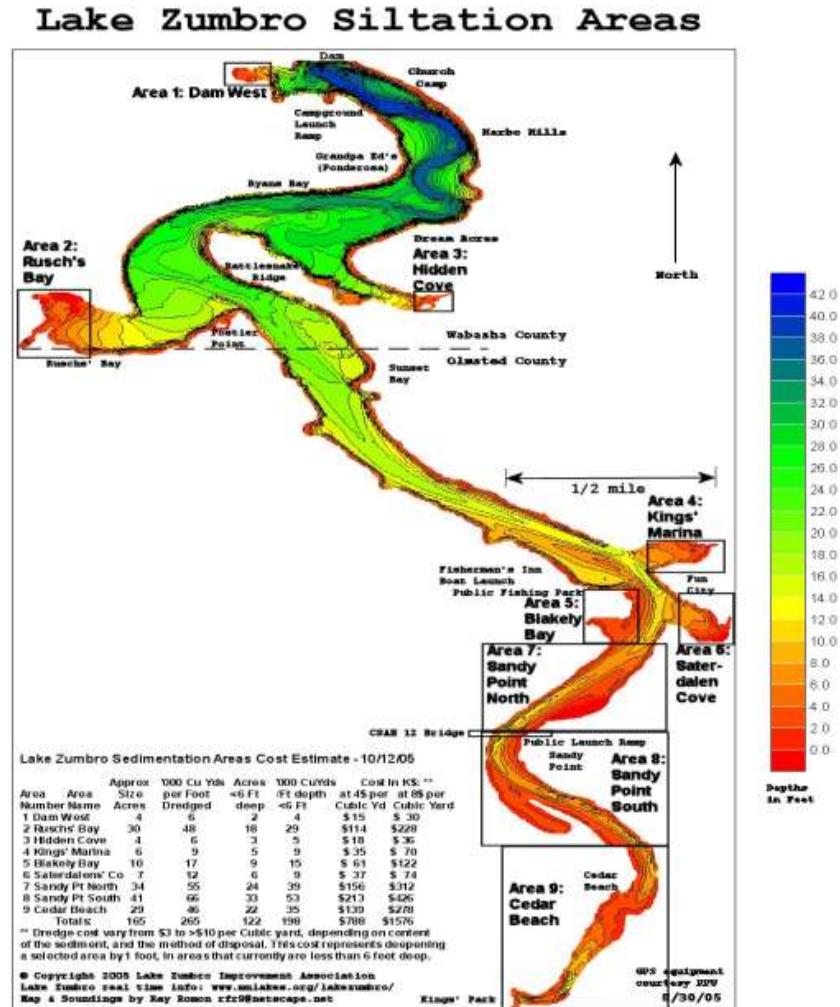 Lake Zumbro Siltation Areas
Dam
Church
Camp
Area 1: Dam West
Campground
Launch
Ramp
Marbo Mills
Grandpa Ed's
(Ponderosa)
Ryans Bay
Dream Acres
Area 2:
Rusch's
Bay
Area 3:
Hidden
Cove
Rattlesnake
Ridge
North
Postier
Point
Wabasha County
Olmsted County
Rusche' Bay
Sunset
Bay
1/2 mile
Area 4:
Kings'
Marina
Fisherman's Inn
Boat Launch
Public Fishing Park
Fun
City
Area 5:
Blakely
Bay
Area 6:
Sater-
dalen
Cove
Area 7:
Sandy
Point
North
CSAH 12 Bridge
Public Launch Ramp
Sandy
Point
Area 8:
Sandy
Point
South
Cedar
Beach
Area 9:
Cedar
Beach
Kings' Park
GPS equipment
courtesy
8/30/05
42.0
40.0
38.0
36.0
34.0
32.0
30.0
28.0
26.0
24.0
22.0
20.0
18.0
16.0
14.0
12.0
10.0
8.0
6.0
4.0
2.0
0.0
Depths
in Feet
Lake Zumbro Sedimentation Areas Cost Estimate - 10/12/05
Approx '000 Cu Yds Acres '000 CuYds Cost In K$: **
Area Area Size per Foot <6 Ft /Ft depth at 4$ per at 8$ per
Number Name Acres Dredged deep <6 Ft Cubic Yd Cubic Yard
1 Dam West 4 6 2 4 $15 $ 30
2 Ruschs' Bay 30 48 18 29 $114 $228
3 Hidden Cove 4 6 3 5 $18 $36
4 Kings' Marina 6 9 5 9 $35 $ 70
5 Blakely Bay 10 17 9 15 $ 61 $122
6 Saterdalens' Co 7 12 6 9 $ 37 $ 74
7 Sandy Pt North 34 55 24 39 $156 $312
8 Sandy Pt South 41 66 33 53 $213 $426
9 Cedar Beach 29 46 22 35 $139 $278
Totals: 165 265 122 198 $788 $1576
** Dredge cost vary from $3 to >$10 per Cubic yard, depending on content
of the sediment, and the method of disposal. This cost represents deepening
a selected area by 1 foot, in areas that currently are less than 6 feet deep.
© Copyright 2005 Lake Zumbro Improvement Association
Lake Zumbro real time info: www.mnlakes.org/lakezumbro/
Map & Soundings by Ray Romon rfr9@netscape.net